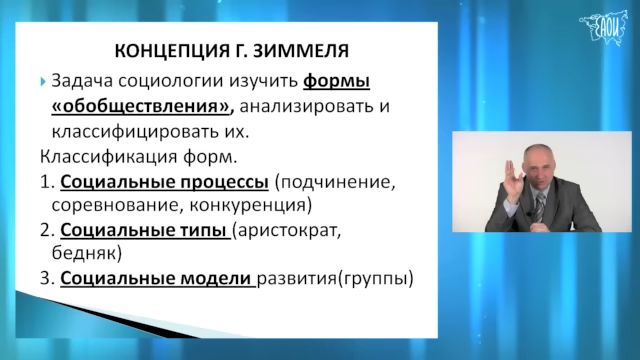 КОНЦЕПЦИЯ Г. ЗИММЕЛЯ
Задача социологии изучить формы
«обобществления», анализировать и
классифицировать их.
Классификация форм.
1. Социальные процессы (подчинение,
соревнование, конкуренция)
2. Социальные типы (аристократ,
бедняк)
3. Социальные модели развития(группы)
САОИ